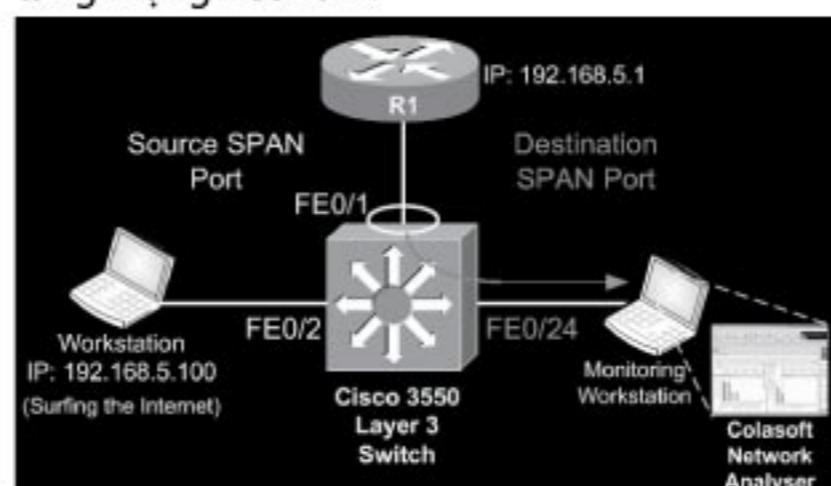 IP: 192.168.5.1
R1
Source SPAN
Port
Destination
SPAN Port
FE0/1
FE0/2
FE0/24
Workstation
IP: 192.168.5.100
(Surfing the Internet)
Cisco 3550
Layer 3
Switch
Monitoring
Workstation
Colasoft
Network
Analyser